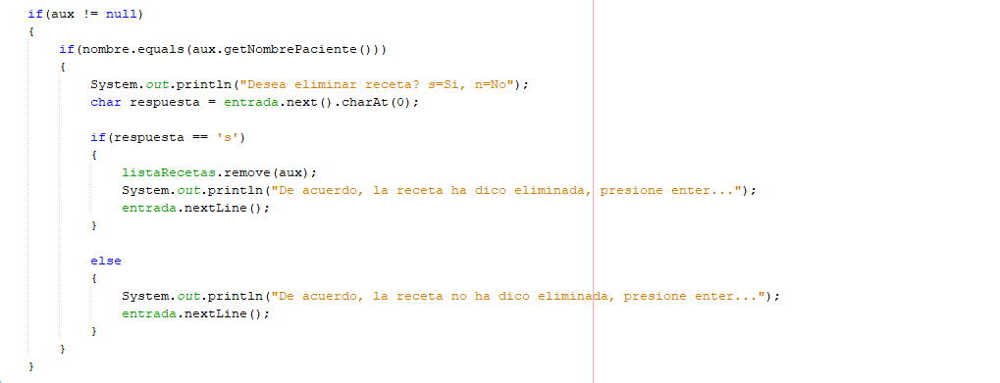 if(aux != null)
{
if(nombre.equals(aux.getNombrePaciente()))
{
System.out.println("Desea eliminar receta? s=Si, n=No");
char respuesta = entrada.next().charAt(0);
if(respuesta == 's')
{
listaRecetas.remove(aux);
System.out.println("De acuerdo, la receta ha dico eliminada, presione enter...");
entrada.nextLine();
}
else
{
System.out.println("De acuerdo, la receta no ha dico eliminada, presione enter...");
entrada.nextLine();
}
}
}